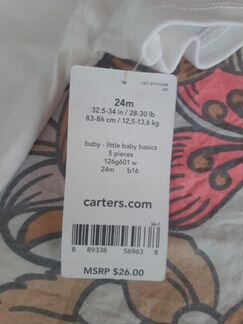 24m
32.5-34 in / 28-30 lb
83-86 cm / 12,5-13,6 kg
baby - little baby basics
5 pieces
126g601 w
24m b16
carters.com
8 89338 56963 8
MSRP $26.00